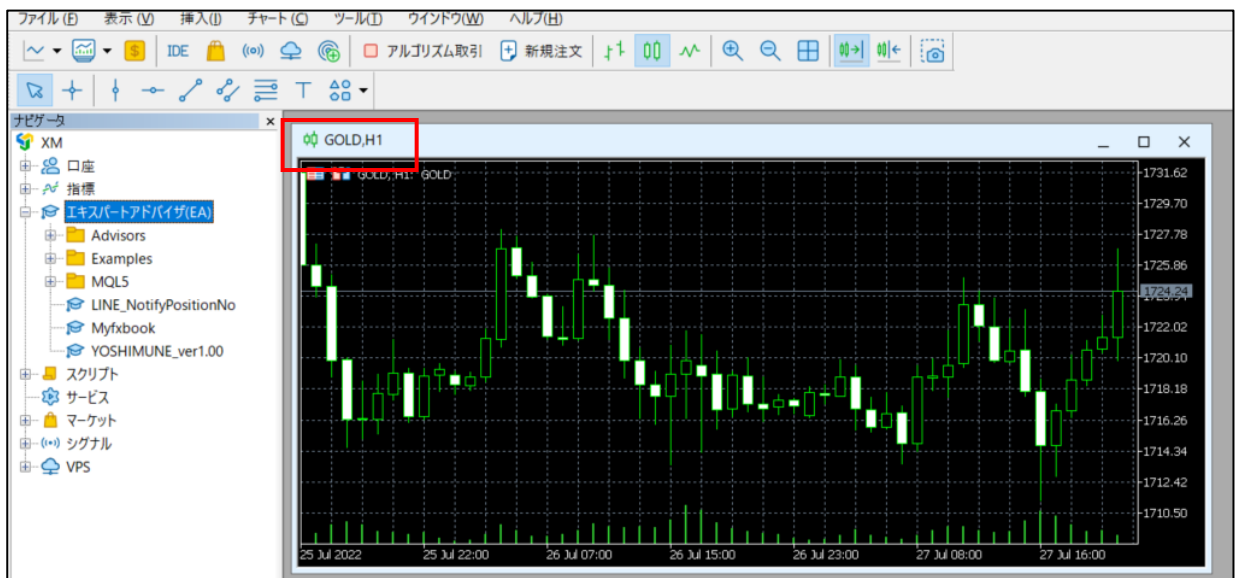 ファイル(F) 表示(V) 挿入(I) チャート(C) ツール(T) ウインドウ(W) ヘルプ(H)
IDE アルゴリズム取引 新規注文
ナビゲータ
XM
口座
指標
エキスパートアドバイザ(EA)
Advisors
Examples
MQL5
LINE_NotifyPositionNo
Myfxbook
YOSHIMUNE_ver1.00
スクリプト
サービス
マーケット
シグナル
VPS
GOLD,H1
GOLD, H1: GOLD
1731.62
1729.70
1727.78
1725.86
1724.24
1722.02
1720.10
1718.18
1716.26
1714.34
1712.42
1710.50
25 Jul 2022 25 Jul 22:00 26 Jul 07:00 26 Jul 15:00 26 Jul 23:00 27 Jul 08:00 27 Jul 16:00